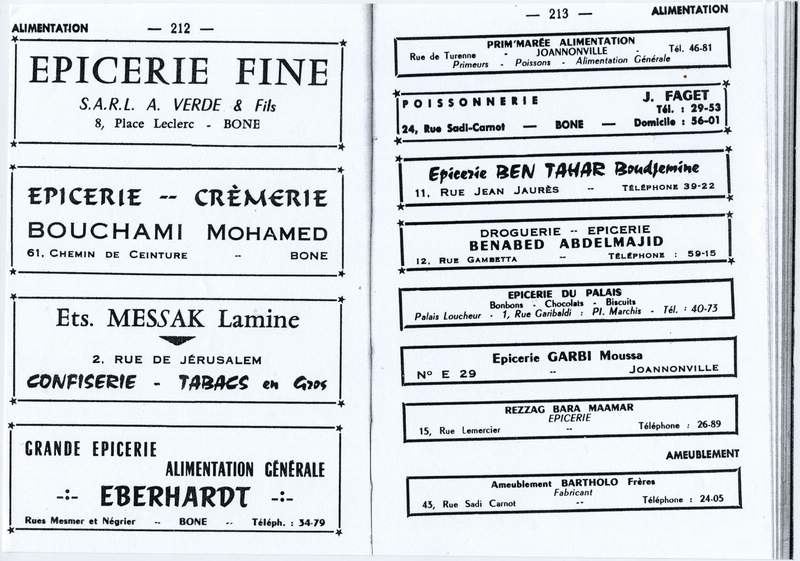 ALIMENTATION — 212 —
EPICERIE FINE
S.A.R.L. A. VERDE & Fils
8, Place Leclerc - BONE
EPICERIE -- CRÈMERIE
BOUCHAMI MOHAMED
61, CHEMIN DE CEINTURE -- BONE
Ets. MESSAK Lamine
2, RUE DE JÉRUSALEM
CONFISERIE - TABACS en Gros
GRANDE EPICERIE
ALIMENTATION GÉNÉRALE
-:- EBERHARDT -:-
Rues Mesmer et Négrier -- BONE -- Téléph. : 34-79
— 213 — ALIMENTATION
PRIM'MARÉE ALIMENTATION
Rue de Turenne - JOANNONVILLE - Tél. 46-81
Primeurs - Poissons - Alimentation Générale
POISSONNERIE J. FAGET
Tél. : 29-53
24, Rue Sadi-Carnot — BONE — Domicile : 56-01
Epicerie BEN TAHAR Boudjemine
11, RUE JEAN JAURÈS -- TÉLÉPHONE 39-22
DROGUERIE -- EPICERIE
BENABED ABDELMAJID
12, RUE GAMBETTA -- TÉLÉPHONE : 59-15
EPICERIE DU PALAIS
Bonbons - Chocolats - Biscuits
Palais Loucheur - 1, Rue Garibaldi : Pl. Marchis - Tél. : 40-73
Epicerie GARBI Moussa
N° E 29 -- JOANNONVILLE
REZZAG BARA MAAMAR
EPICERIE
15, Rue Lemercier -- Téléphone : 26-89
AMEUBLEMENT
Ameublement BARTHOLO Frères
Fabricant
43, Rue Sadi Carnot -- Téléphone : 24-05